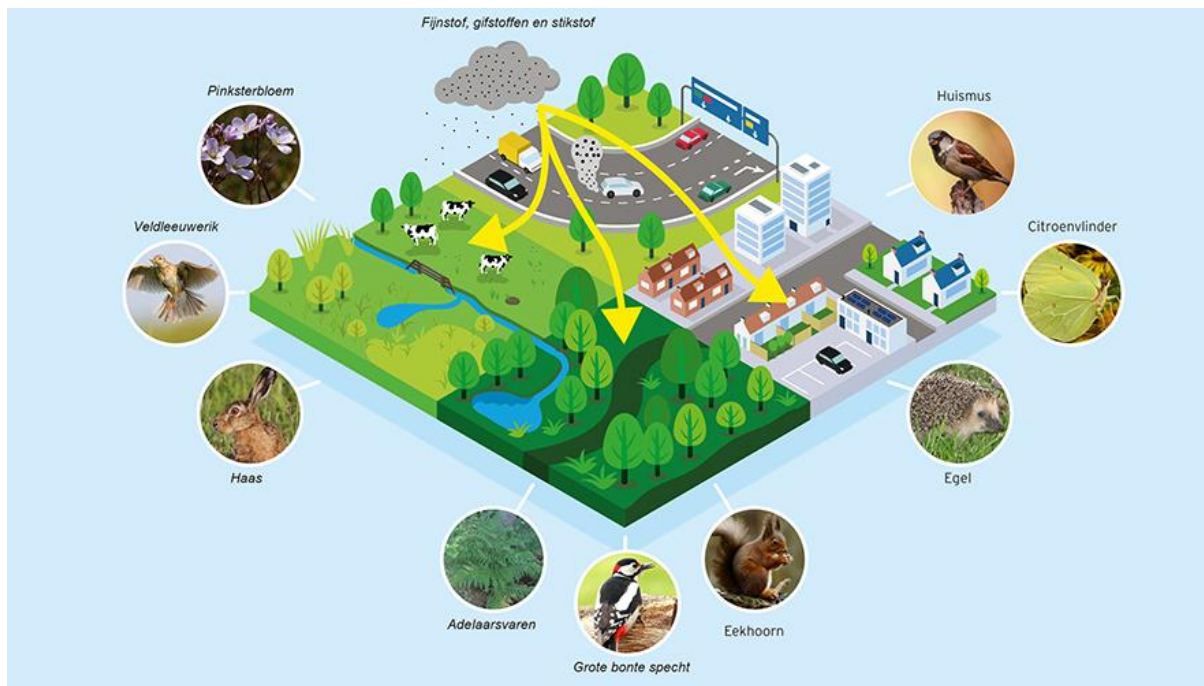 Fijnstof, gifstoffen en stikstof
Pinksterbloem
Huismus
Veldleeuwerik
Citroenvlinder
Haas
Egel
Adelaarsvaren
Eekhoorn
Grote bonte specht